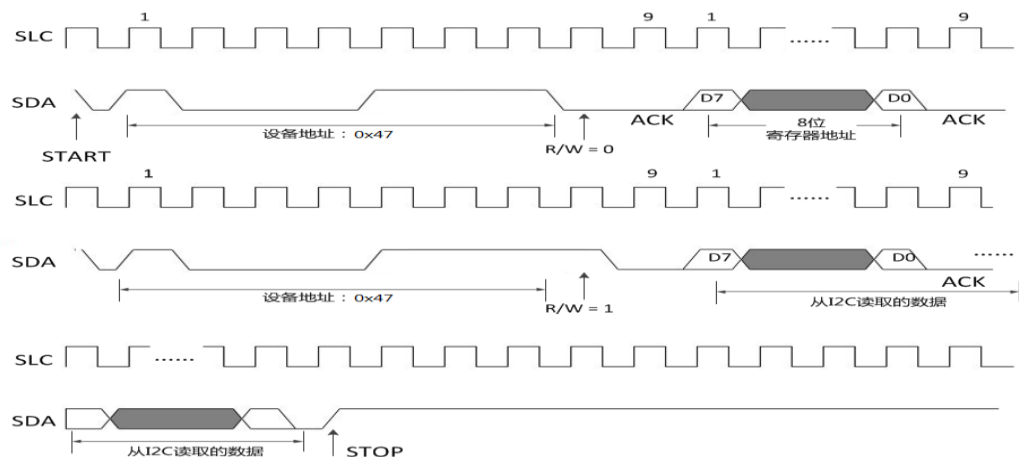 1 9 1 9
SLC ......
SDA D7 D0
ACK ACK
设备地址：0x47 8位
寄存器地址
START R/W = 0
1 9 1 9
SLC ......
SDA D7 D0 ......
ACK
设备地址：0x47 从I2C读取的数据
R/W = 1
SLC ......
SDA
从I2C读取的数据 STOP